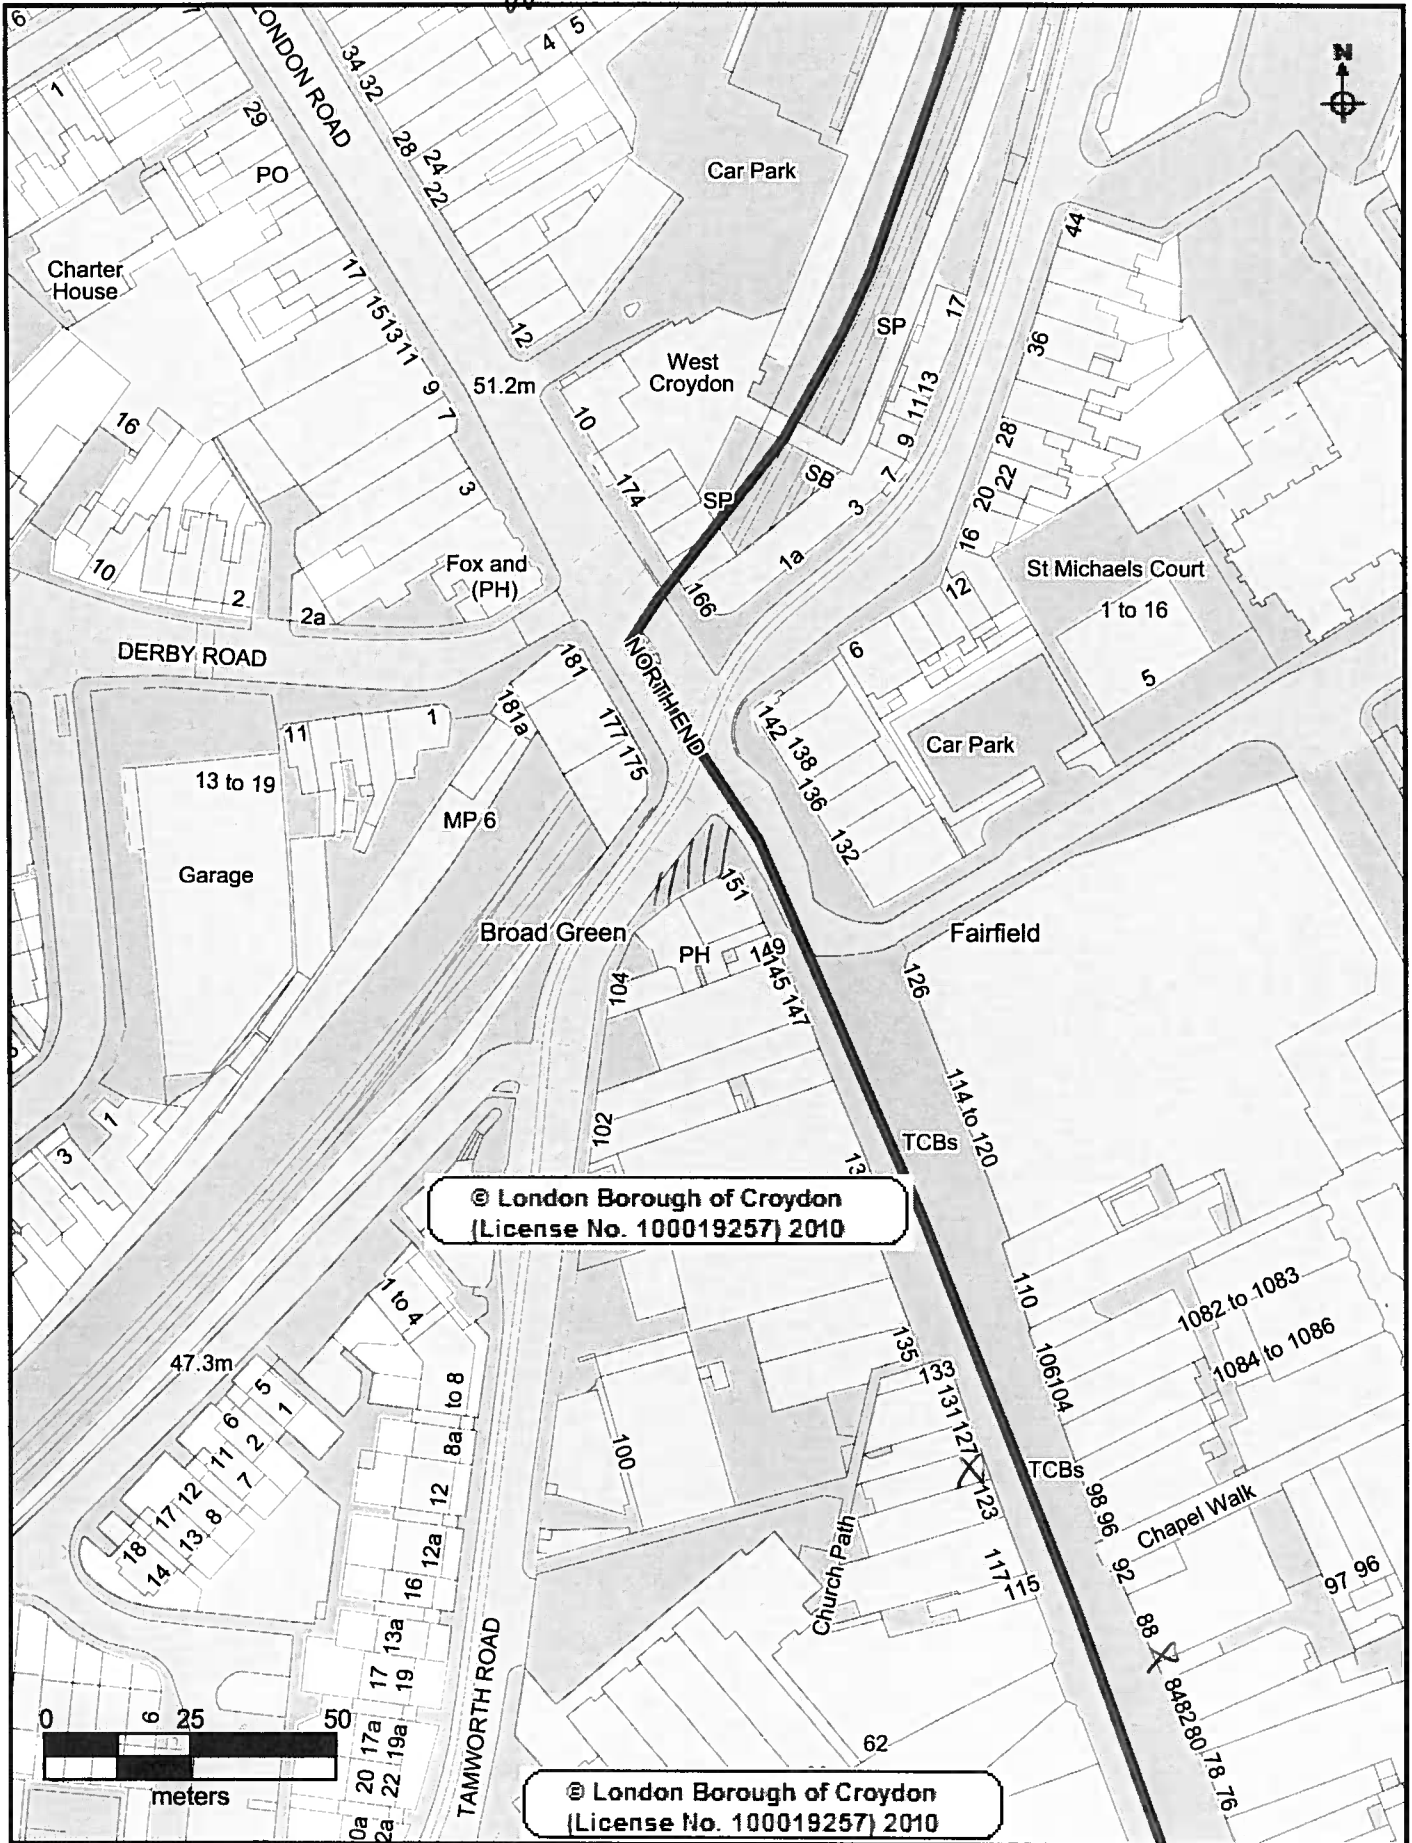 6
7
LONDON ROAD
34 32
4 5
N
1
29
28 24
22
PO
Car Park
44
Charter
House
17
15 13 11
12
SP
17
36
51.2m
West
Croydon
9
7
10
13
11
9
16
28
3
174
SP
SB
7
22
20
3
16
10
Fox and
(PH)
1a
St Michaels Court
2
2a
166
12
1 to 16
DERBY ROAD
181
NORTH END
6
5
181a
1
11
177 175
142
138
136
Car Park
13 to 19
MP 6
132
Garage
151
Broad Green
PH
149
145
147
Fairfield
104
126
1
3
102
114 to 120
TCBs
13
© London Borough of Croydon
(License No. 100019257) 2010
1 to 4
110
1082 to 1083
1084 to 1086
47.3m
135
133
131
127
106 104
5
1
6
2
11
7
to 8
8a
100
TCBs
123
98 96
Chapel Walk
12
17
8
13
18
14
12
12a
16
Church Path
117
115
92
97 96
88
13a
17
19
TAMWORTH ROAD
84 82 80 78 76
0 6 25 50
meters
17a
19a
20
22
62
0a
2a
© London Borough of Croydon
(License No. 100019257) 2010